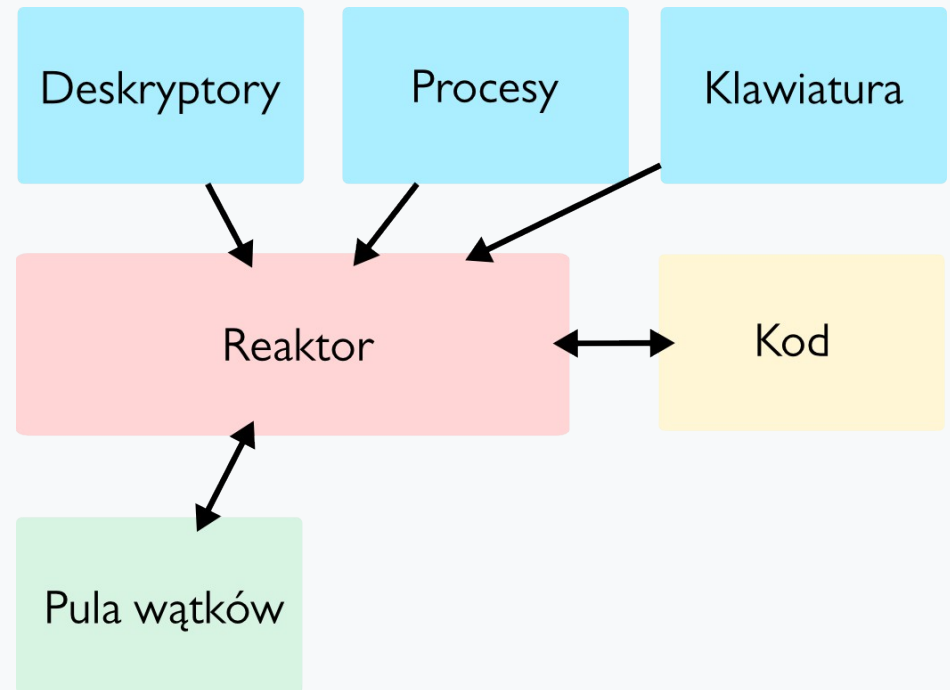 Deskryptory
Procesy
Klawiatura
Reaktor
Kod
Pula wątków